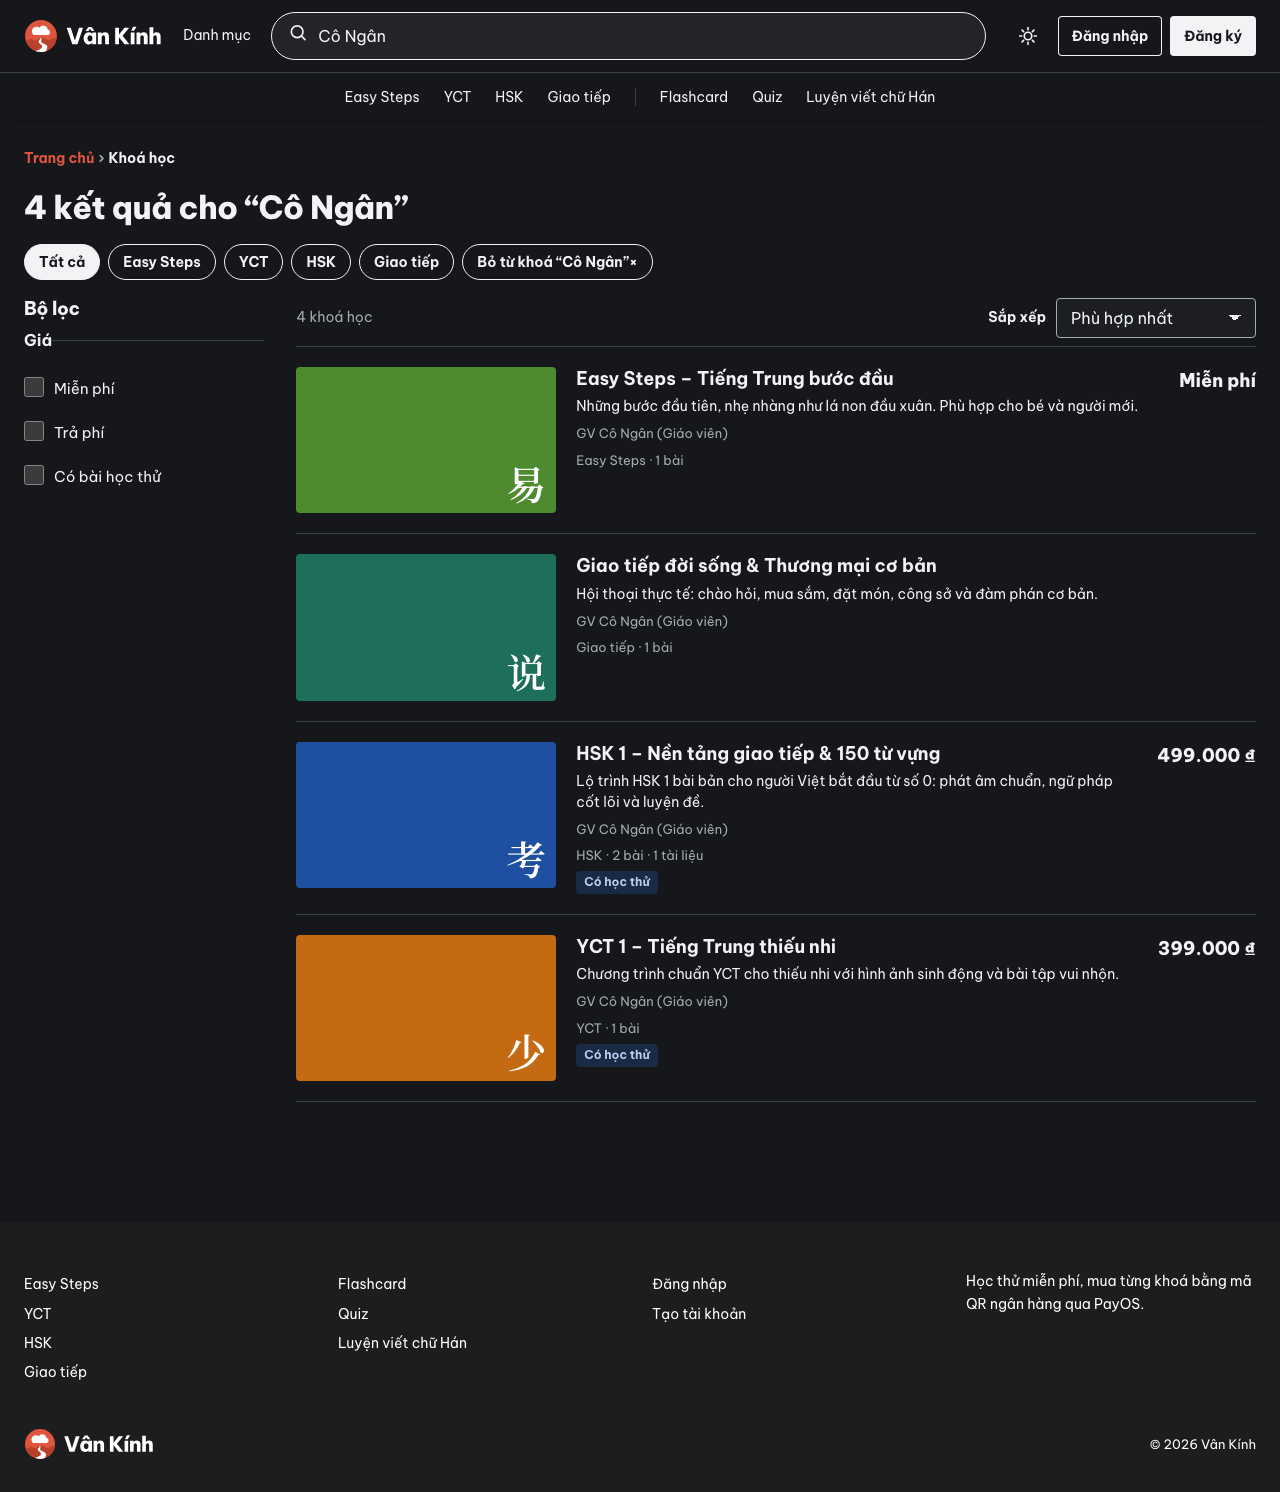 Vân Kính
Danh mục
Cô Ngân
Đăng nhập
Đăng ký
Easy Steps
YCT
HSK
Giao tiếp
Flashcard
Quiz
Luyện viết chữ Hán
Trang chủ › Khoá học
4 kết quả cho “Cô Ngân”
Tất cả
Easy Steps
YCT
HSK
Giao tiếp
Bỏ từ khoá “Cô Ngân”×
Bộ lọc
Giá
Miễn phí
Trả phí
Có bài học thử
4 khoá học
Sắp xếp
Phù hợp nhất
易
Easy Steps – Tiếng Trung bước đầu
Miễn phí
Những bước đầu tiên, nhẹ nhàng như lá non đầu xuân. Phù hợp cho bé và người mới.
GV Cô Ngân (Giáo viên)
Easy Steps · 1 bài
说
Giao tiếp đời sống & Thương mại cơ bản
Hội thoại thực tế: chào hỏi, mua sắm, đặt món, công sở và đàm phán cơ bản.
GV Cô Ngân (Giáo viên)
Giao tiếp · 1 bài
考
HSK 1 – Nền tảng giao tiếp & 150 từ vựng
499.000 ₫
Lộ trình HSK 1 bài bản cho người Việt bắt đầu từ số 0: phát âm chuẩn, ngữ pháp
cốt lõi và luyện đề.
GV Cô Ngân (Giáo viên)
HSK · 2 bài · 1 tài liệu
Có học thử
少
YCT 1 – Tiếng Trung thiếu nhi
399.000 ₫
Chương trình chuẩn YCT cho thiếu nhi với hình ảnh sinh động và bài tập vui nhộn.
GV Cô Ngân (Giáo viên)
YCT · 1 bài
Có học thử
Easy Steps
YCT
HSK
Giao tiếp
Flashcard
Quiz
Luyện viết chữ Hán
Đăng nhập
Tạo tài khoản
Học thử miễn phí, mua từng khoá bằng mã
QR ngân hàng qua PayOS.
Vân Kính
© 2026 Vân Kính